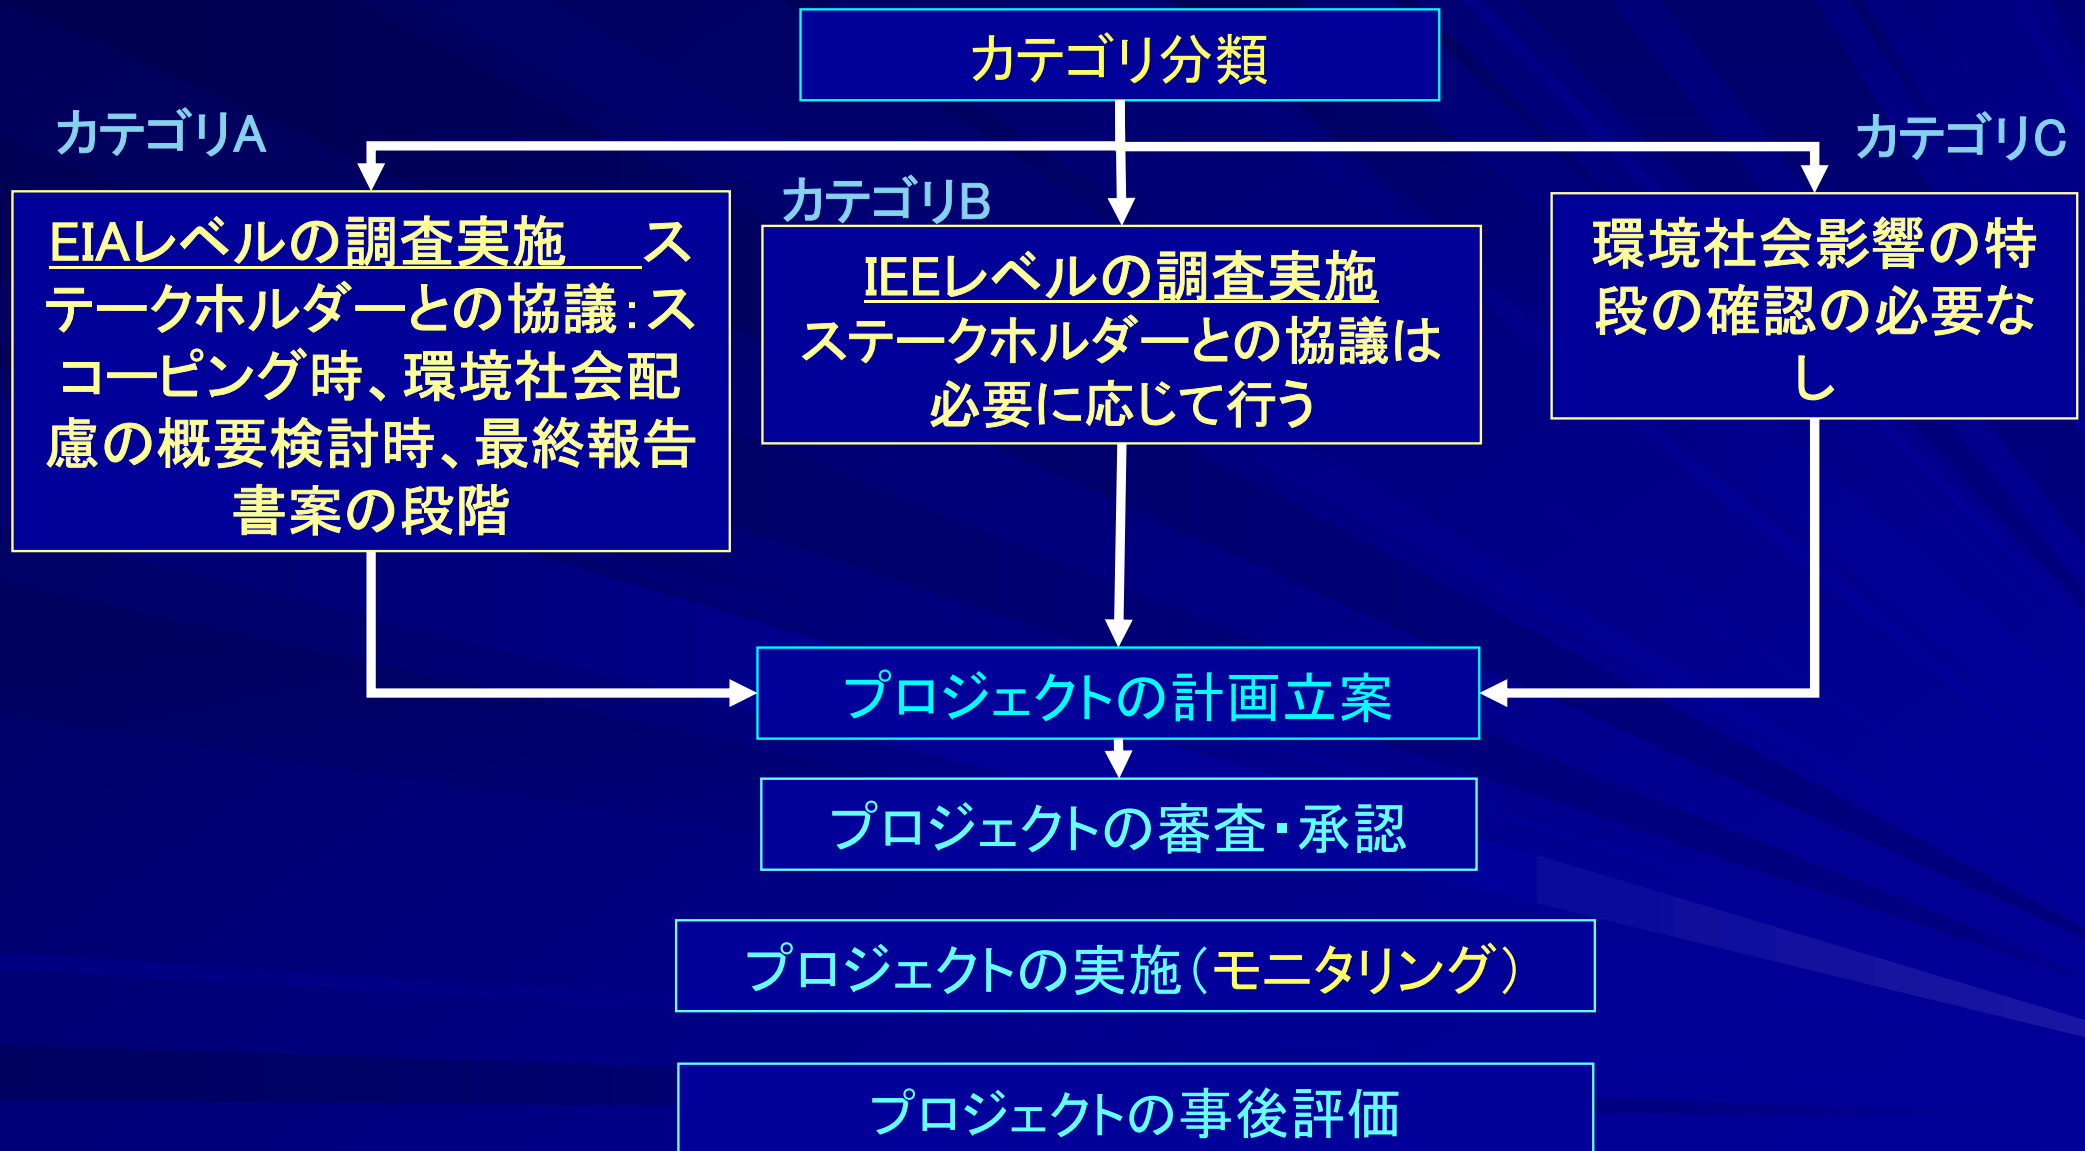 カテゴリ分類
カテゴリA
カテゴリC
カテゴリB
EIAレベルの調査実施　ス
テークホルダーとの協議：ス
コーピング時、環境社会配
慮の概要検討時、最終報告
書案の段階
IEEレベルの調査実施
ステークホルダーとの協議は
必要に応じて行う
環境社会影響の特
段の確認の必要な
し
プロジェクトの計画立案
プロジェクトの審査・承認
プロジェクトの実施（モニタリング）
プロジェクトの事後評価